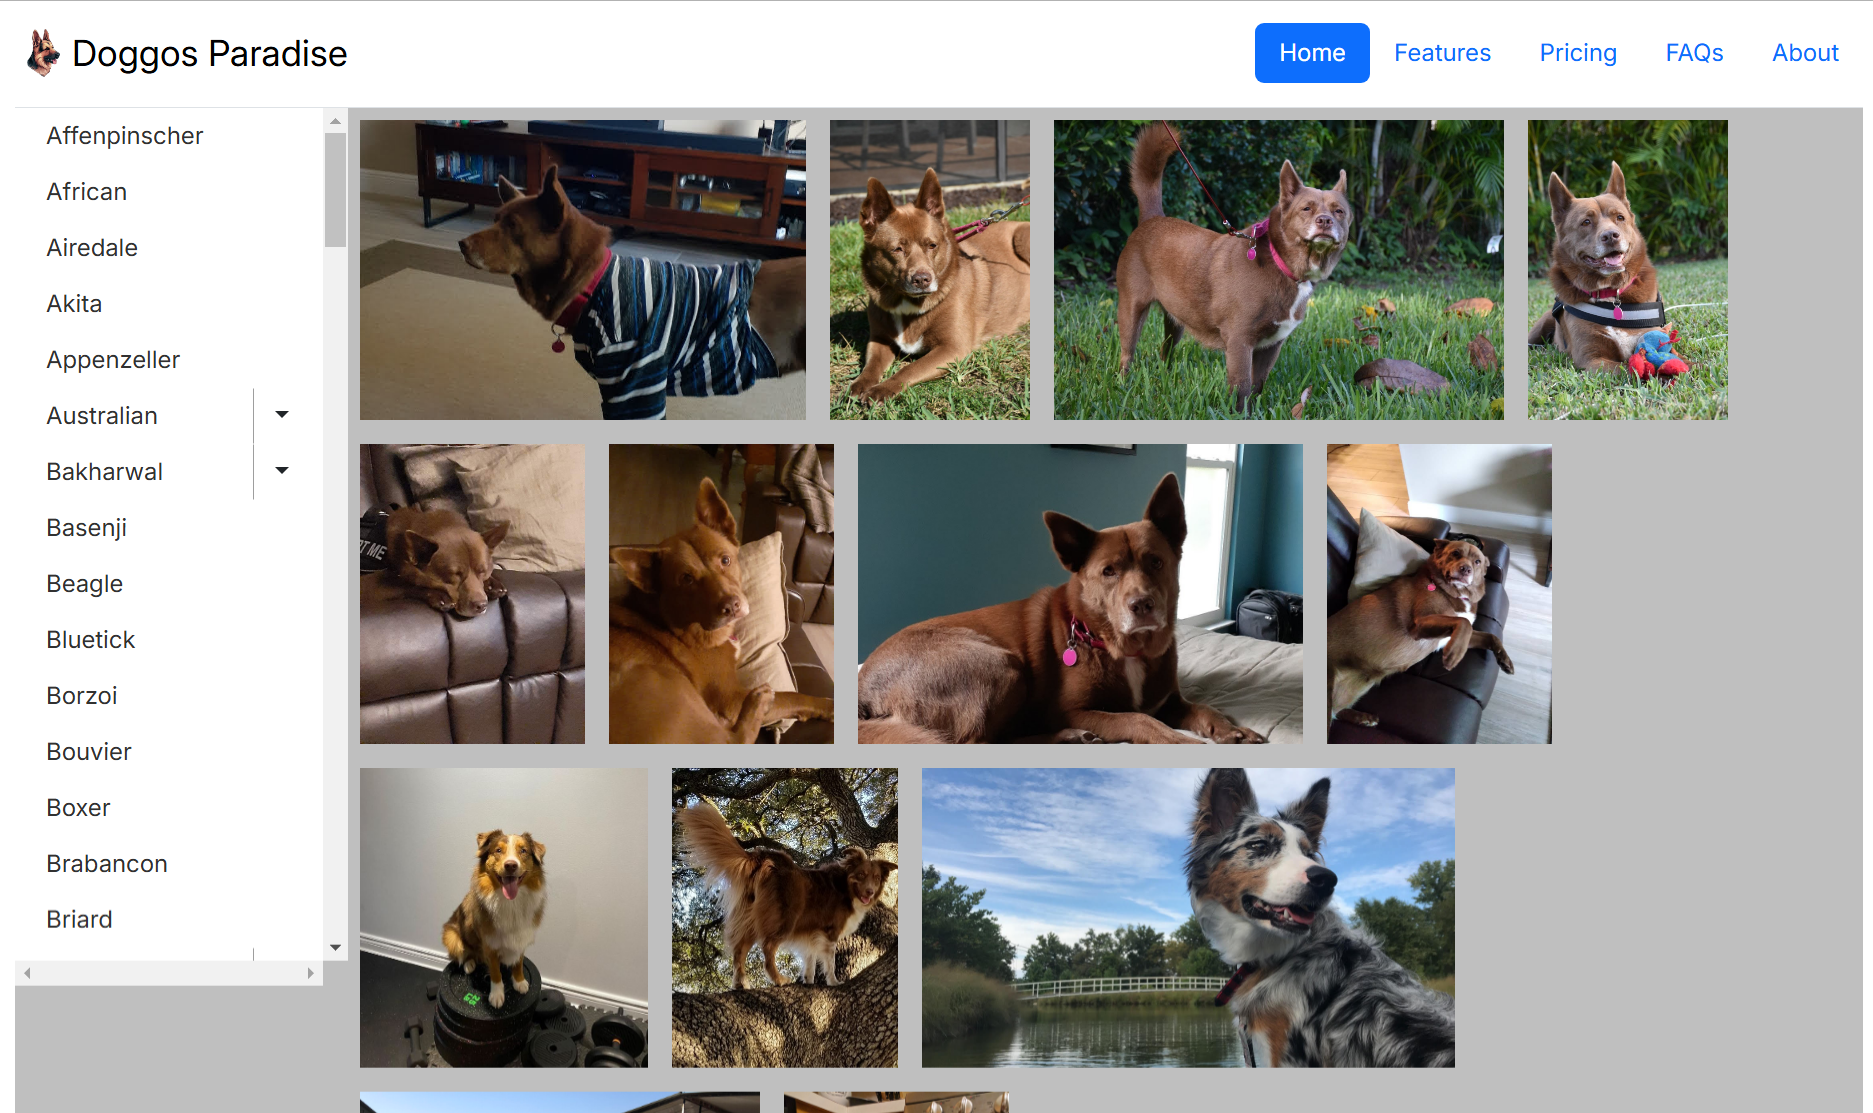 Doggos Paradise
Home
Features
Pricing
FAQs
About
Affenpinscher
African
Airedale
Akita
Appenzeller
Australian
Bakharwal
Basenji
Beagle
Bluetick
Borzoi
Bouvier
Boxer
Brabancon
Briard
T ME